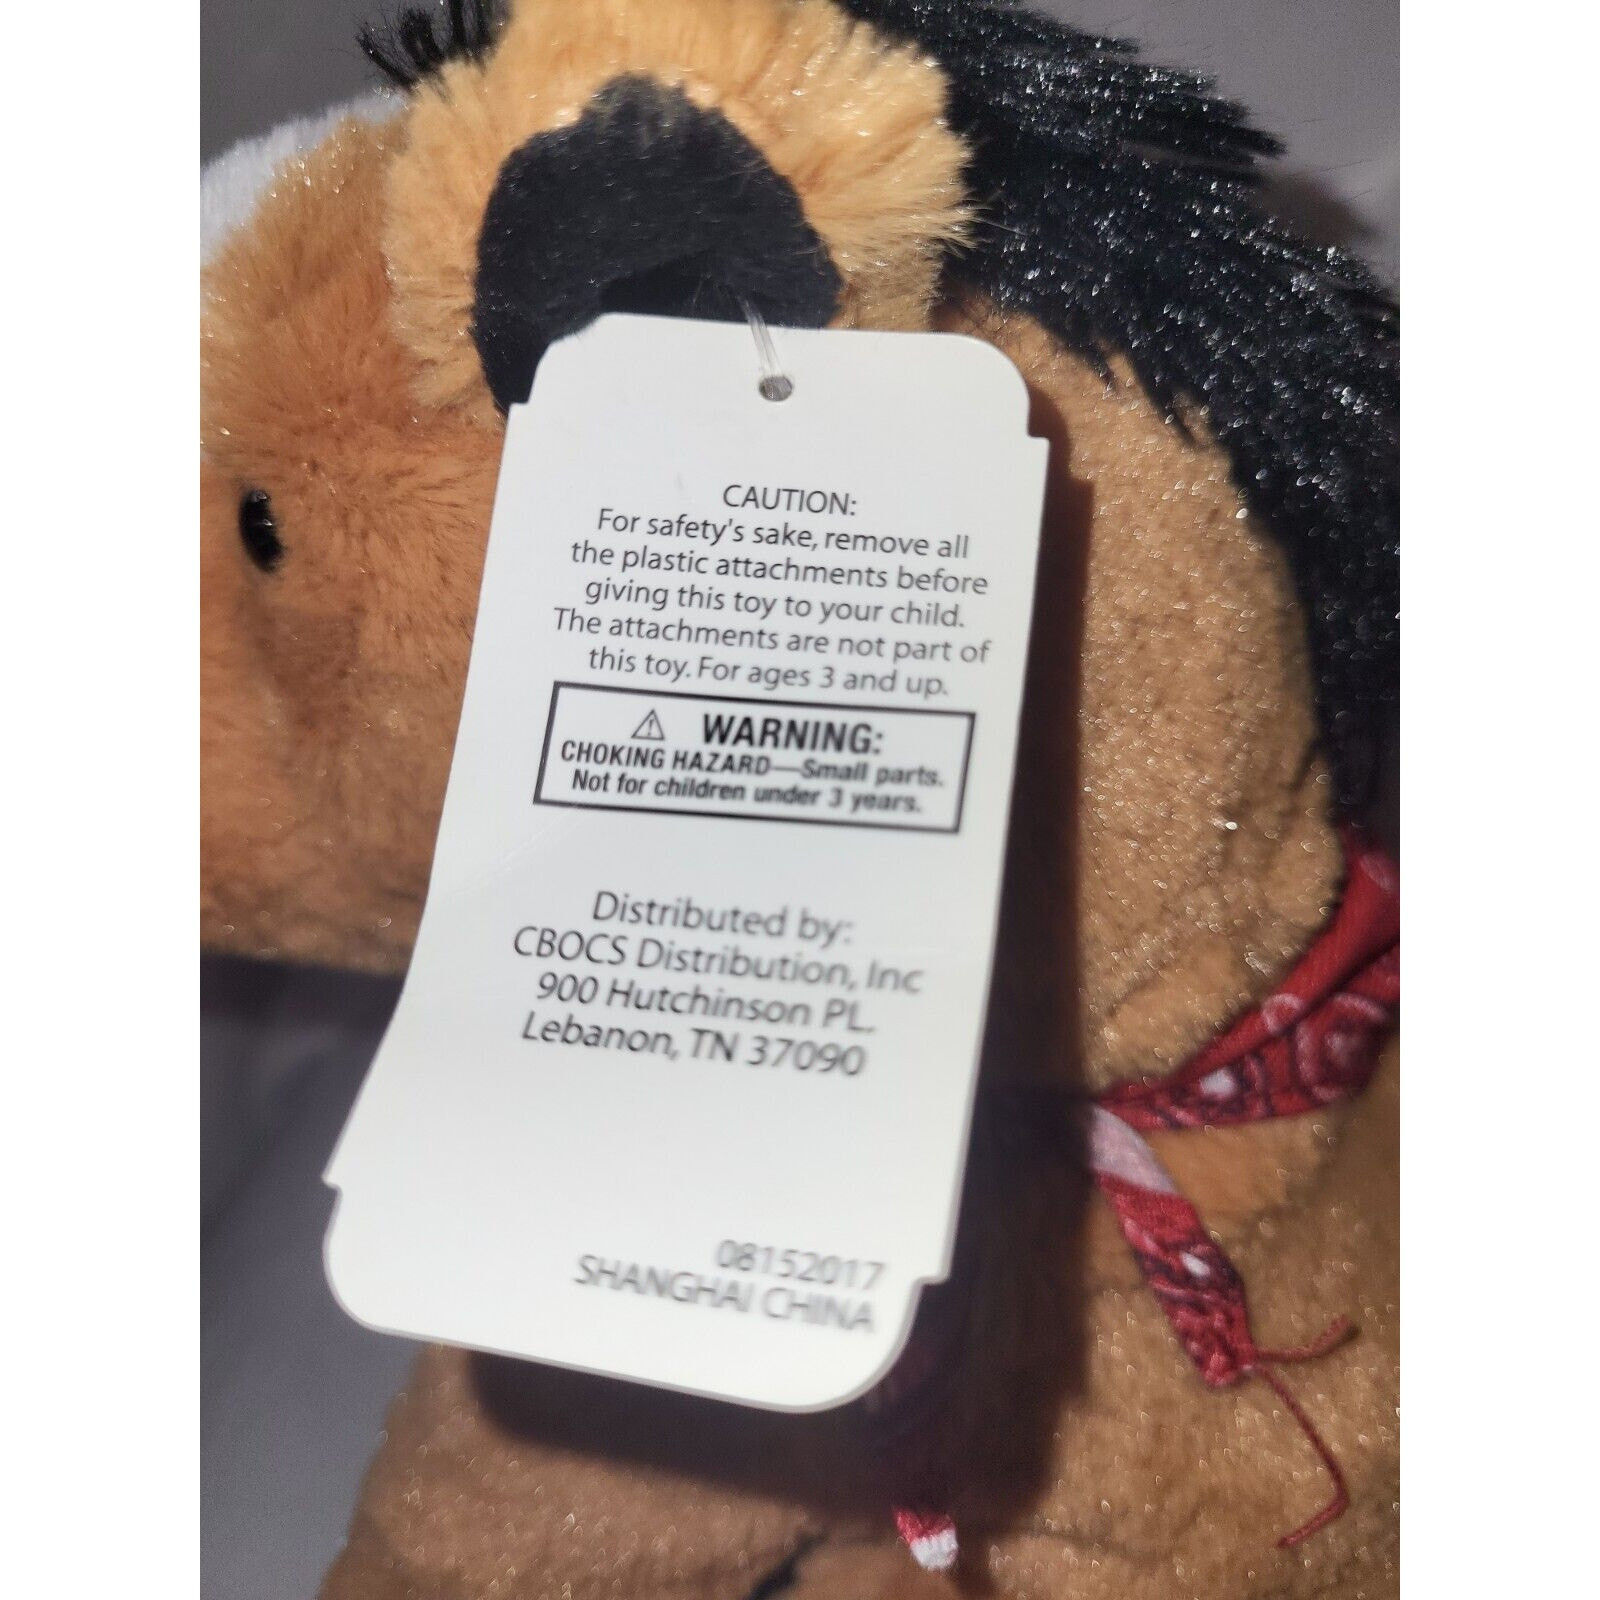 CAUTION:
For safety's sake, remove all
the plastic attachments before
giving this toy to your child.
The attachments are not part of
this toy. For ages 3 and up.
WARNING:
CHOKING HAZARD—Small parts.
Not for children under 3 years.
Distributed by:
CBOCS Distribution, Inc
900 Hutchinson PL.
Lebanon, TN 37090
08152017
SHANGHAI CHINA